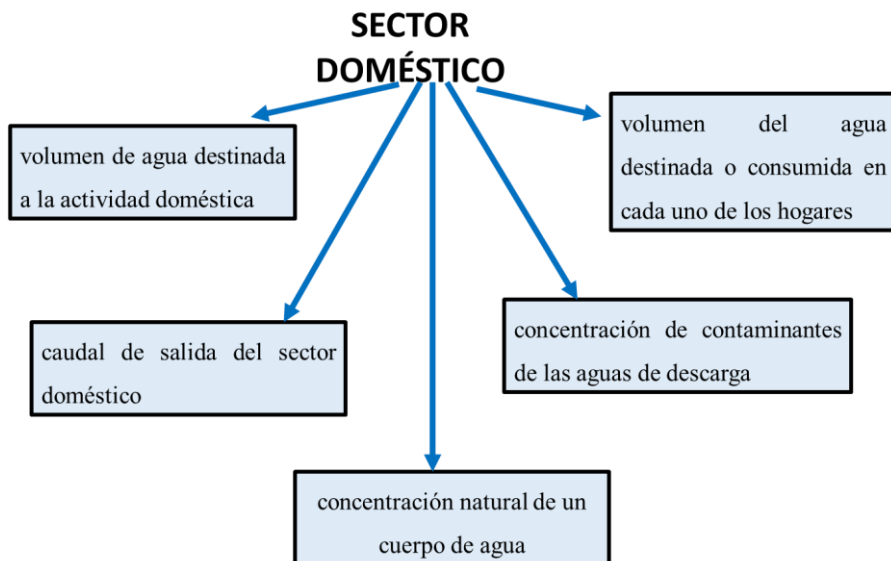 SECTOR
DOMÉSTICO
volumen de agua destinada
a la actividad doméstica
volumen del agua
destinada o consumida en
cada uno de los hogares
caudal de salida del sector
doméstico
concentración de contaminantes
de las aguas de descarga
concentración natural de un
cuerpo de agua